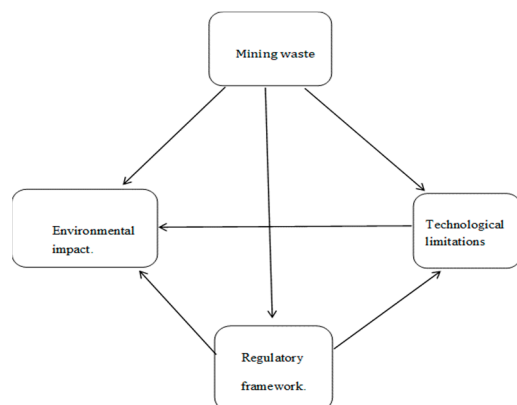 Mining waste
Environmental
impact.
Technological
limitations
Regulatory
framework.